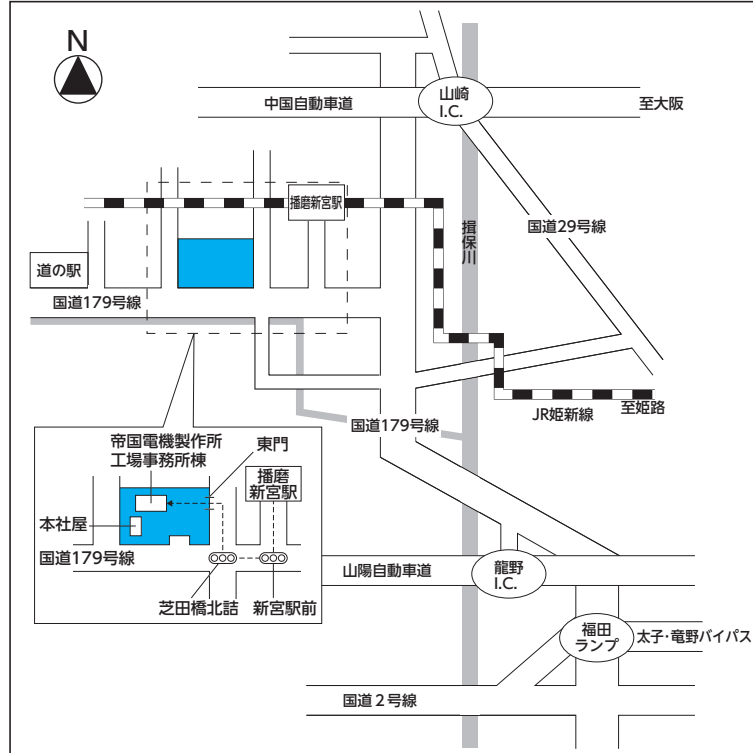 N
山崎
I.C.
中国自動車道
至大阪
播磨新宮駅
揖保川
国道29号線
道の駅
国道179号線
JR姫新線
至姫路
国道179号線
帝国電機製作所
工場事務所棟
東門
播磨
新宮駅
本社屋
国道179号線
芝田橋北詰
新宮駅前
山陽自動車道
龍野
I.C.
福田
ランプ
太子・竜野バイパス
国道２号線